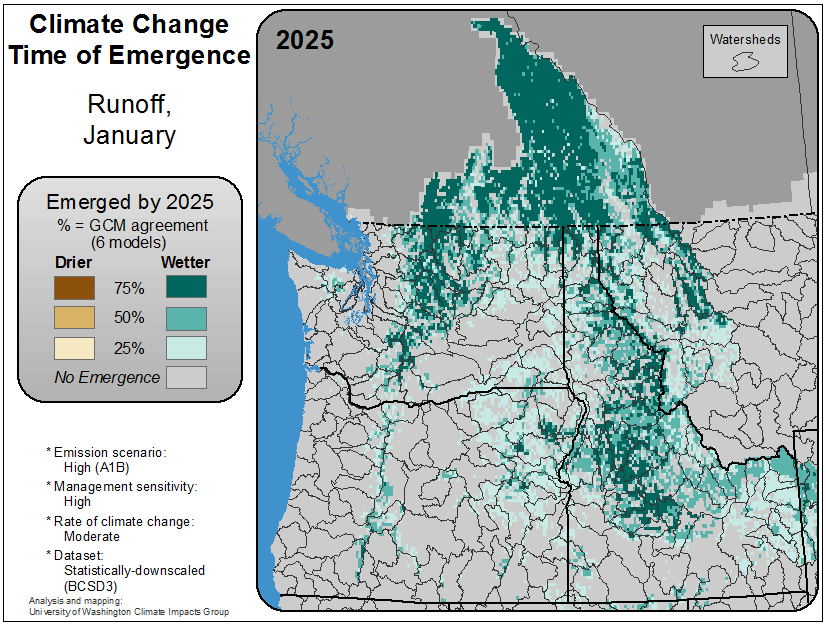 Climate Change
Time of Emergence
Runoff,
January
Emerged by 2025
% = GCM agreement
(6 models)
Drier
Wetter
75%
50%
25%
No Emergence
* Emission scenario:
High (A1B)
* Management sensitivity:
High
* Rate of climate change:
Moderate
* Dataset:
Statistically-downscaled
(BCSD3)
Analysis and mapping:
University of Washington Climate Impacts Group
2025
Watersheds